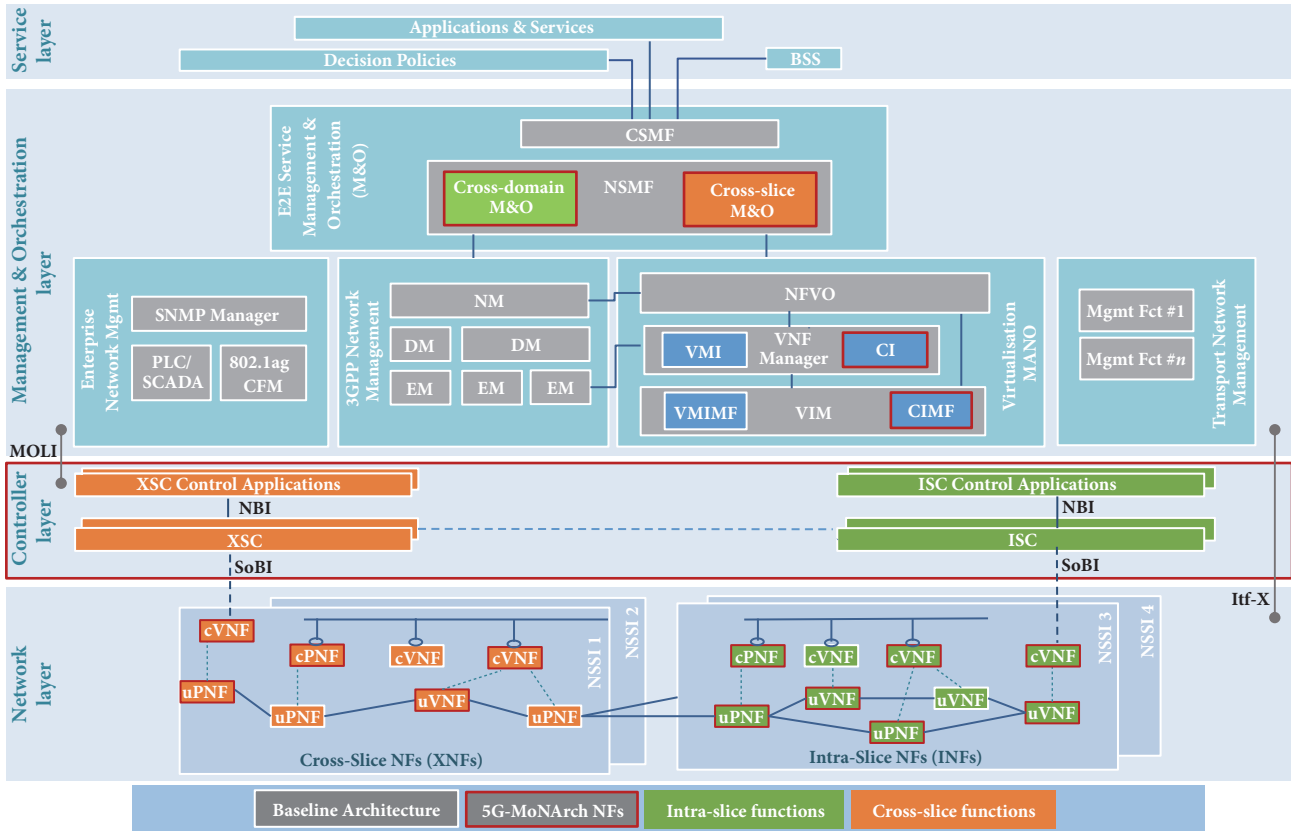 Service
layer
Applications & Services
Decision Policies
BSS
Management & Orchestration
layer
E2E Service
Management &
Orchestration
(M&O)
CSMF
Cross-domain
M&O
NSMF
Cross-slice
M&O
Enterprise
Network Mgmt
SNMP Manager
PLC/
SCADA
802.1ag
CFM
3GPP Network
Management
NM
DM
DM
EM
EM
EM
NFVO
VMI
VNF
Manager
CI
VMIMF
VIM
CIMF
Virtualisation
MANO
Mgmt Fct #1
Mgmt Fct #n
Transport Network
Management
MOLI
Controller
layer
XSC Control Applications
NBI
XSC
SoBI
ISC Control Applications
NBI
ISC
SoBI
Itf-X
Network
layer
cVNF
cPNF
cVNF
cVNF
uPNF
uPNF
uVNF
uPNF
NSSI 1
NSSI 2
Cross-Slice NFs (XNFs)
cPNF
cVNF
cVNF
cVNF
uPNF
uVNF
uPNF
uVNF
uVNF
NSSI 3
NSSI 4
Intra-Slice NFs (INFs)
Baseline Architecture
5G-MoNArch NFs
Intra-slice functions
Cross-slice functions